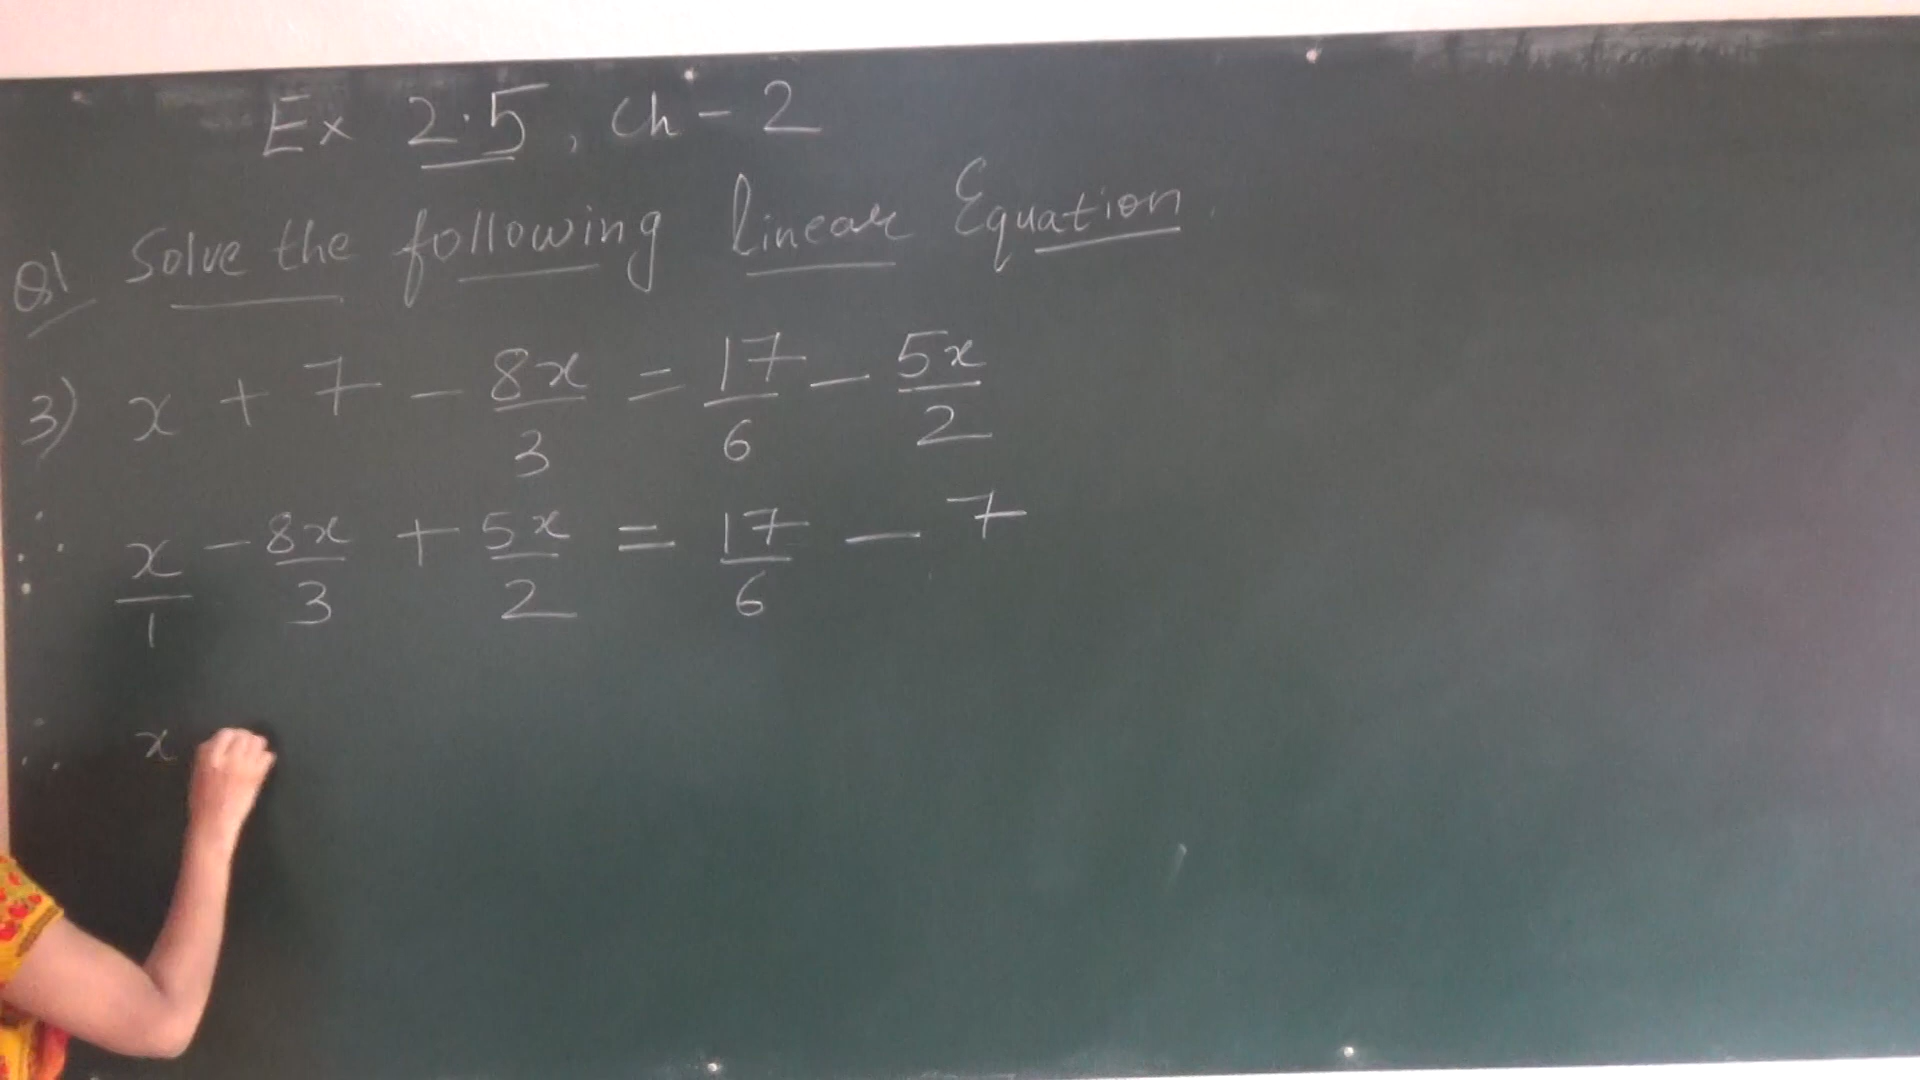 Ex 2.5, Ch - 2
Q1 Solve the following linear Equation.
3) x + 7 - 8x/3 = 17/6 - 5x/2
∴ x/1 - 8x/3 + 5x/2 = 17/6 - 7
∴ x